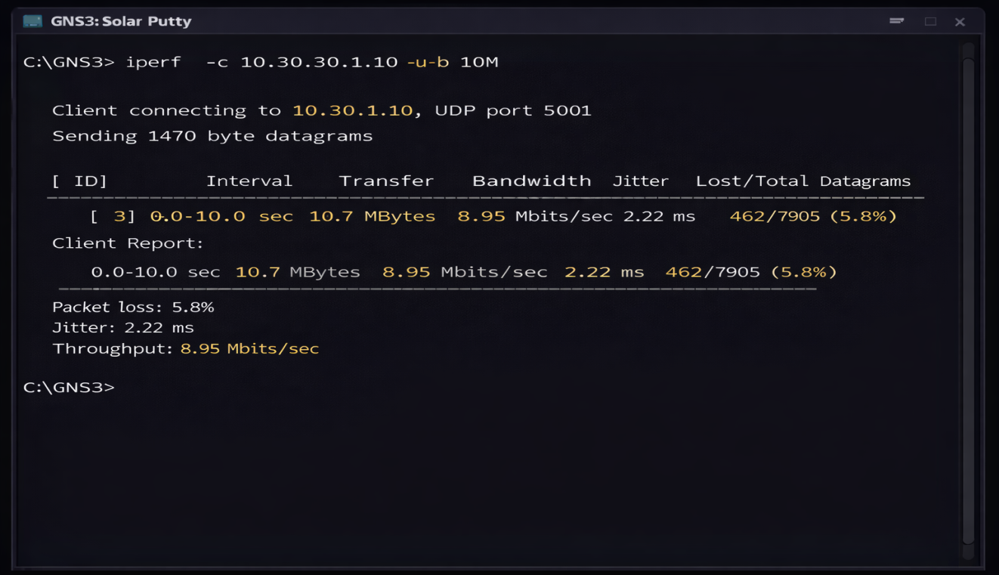 GNS3: Solar Putty
C:\GNS3> iperf -c 10.30.30.1.10 -u-b 10M
Client connecting to 10.30.1.10, UDP port 5001
Sending 1470 byte datagrams
[ ID] Interval Transfer Bandwidth Jitter Lost/Total Datagrams
[ 3] 0.0-10.0 sec 10.7 MBytes 8.95 Mbits/sec 2.22 ms 462/7905 (5.8%)
Client Report:
0.0-10.0 sec 10.7 MBytes 8.95 Mbits/sec 2.22 ms 462/7905 (5.8%)
Packet loss: 5.8%
Jitter: 2.22 ms
Throughput: 8.95 Mbits/sec
C:\GNS3>